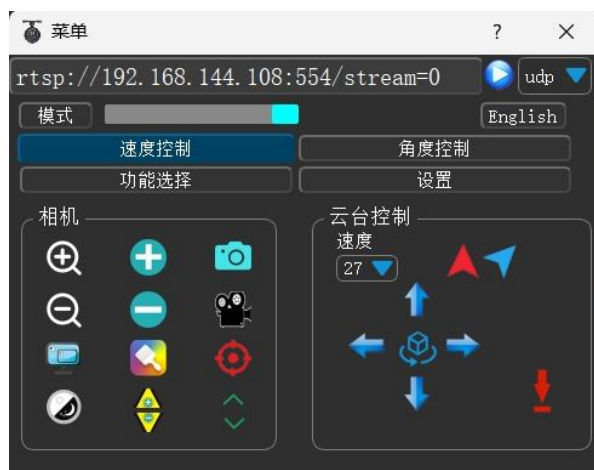 菜单 ?
rtsp://192.168.144.108:554/stream=0 udp
模式 English
速度控制 角度控制
功能选择 设置
相机 云台控制
速度
27